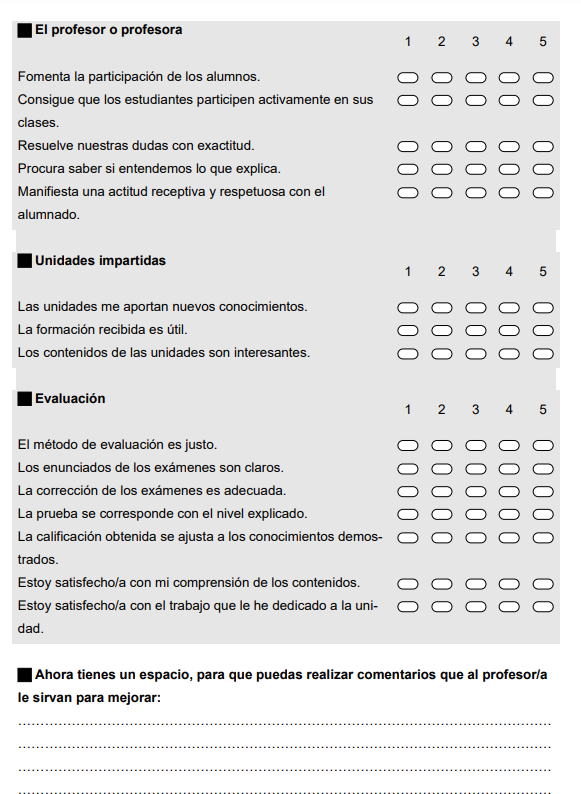 El profesor o profesora
1 2 3 4 5
Fomenta la participación de los alumnos.
Consigue que los estudiantes participen activamente en sus
clases.
Resuelve nuestras dudas con exactitud.
Procura saber si entendemos lo que explica.
Manifiesta una actitud receptiva y respetuosa con el
alumnado.
Unidades impartidas
1 2 3 4 5
Las unidades me aportan nuevos conocimientos.
La formación recibida es útil.
Los contenidos de las unidades son interesantes.
Evaluación
1 2 3 4 5
El método de evaluación es justo.
Los enunciados de los exámenes son claros.
La corrección de los exámenes es adecuada.
La prueba se corresponde con el nivel explicado.
La calificación obtenida se ajusta a los conocimientos demos-
trados.
Estoy satisfecho/a con mi comprensión de los contenidos.
Estoy satisfecho/a con el trabajo que le he dedicado a la uni-
dad.
Ahora tienes un espacio, para que puedas realizar comentarios que al profesor/a
le sirvan para mejorar: